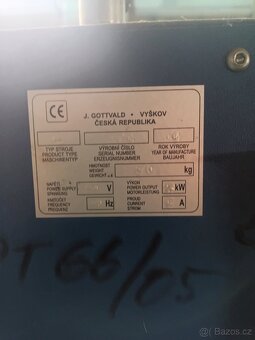 CE
J. GOTTVALD • VYŠKOV
ČESKÁ REPUBLIKA
TYP STROJE
PRODUCT TYPE
MASCHINENTYP
VÝROBNÍ ČÍSLO
SERIAL NUMBER
ERZEUGNISNUMMER
ROK VÝROBY
YEAR OF MANUFACTURE
BAUJAHR
HMOTNOST
WEIGHT
GEWICHT
kg
NAPĚTÍ
POWER SUPPLY
SPANNUNG
V
VÝKON
POWER OUTPUT
MOTORLEISTUNG
kW
KMITOČET
FREQUENCY
FREQUENZ
Hz
PROUD
CURRENT
STROM
A
PT 66/05
bazos.cz